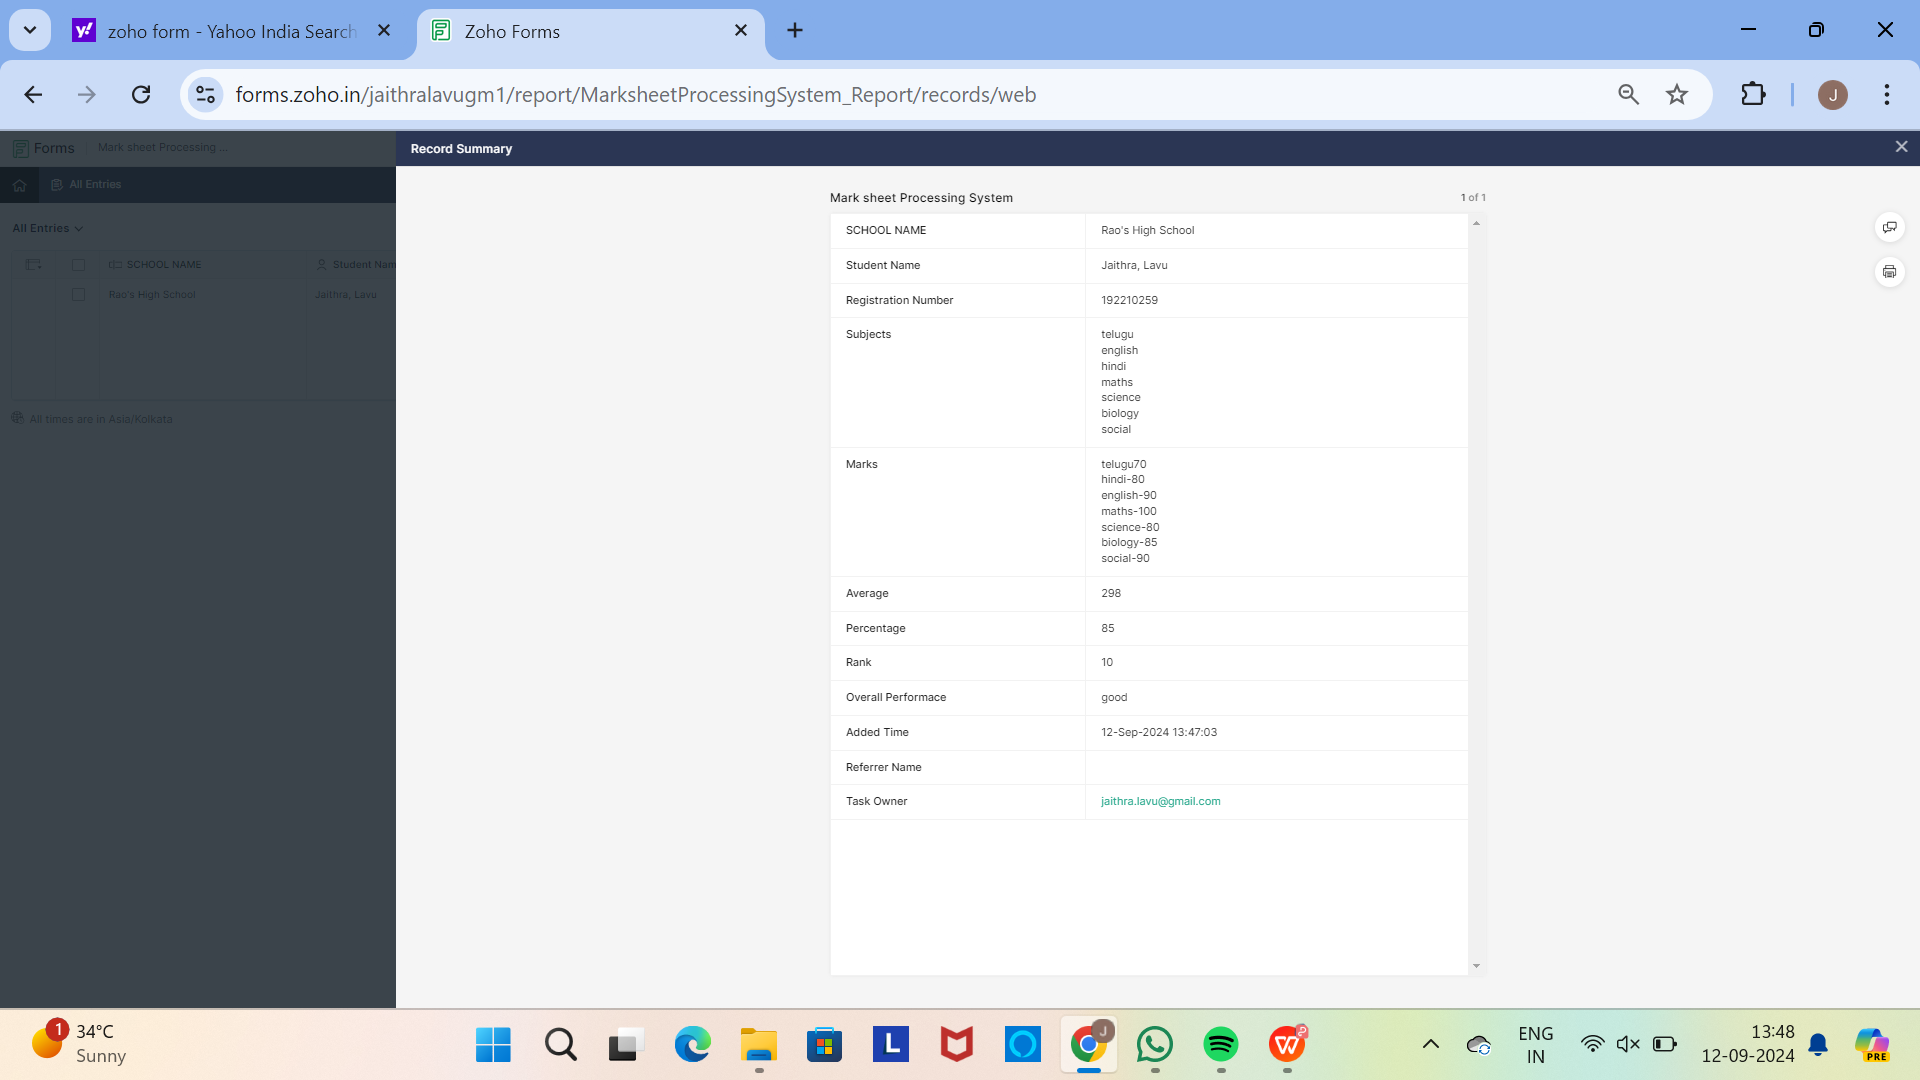 zoho form - Yahoo India Search
Zoho Forms
forms.zoho.in/jaithralavugm1/report/MarksheetProcessingSystem_Report/records/web
J
Forms
Mark sheet Processing ...
Record Summary
All Entries
All Entries
SCHOOL NAME
Student Nam
Rao's High School
Jaithra, Lavu
All times are in Asia/Kolkata
Mark sheet Processing System
1 of 1
SCHOOL NAME
Rao's High School
Student Name
Jaithra, Lavu
Registration Number
192210259
Subjects
telugu
english
hindi
maths
science
biology
social
Marks
telugu70
hindi-80
english-90
maths-100
science-80
biology-85
social-90
Average
298
Percentage
85
Rank
10
Overall Performace
good
Added Time
12-Sep-2024 13:47:03
Referrer Name
Task Owner
jaithra.lavu@gmail.com
1
34°C
Sunny
L
J
ENG
IN
13:48
12-09-2024
PRE